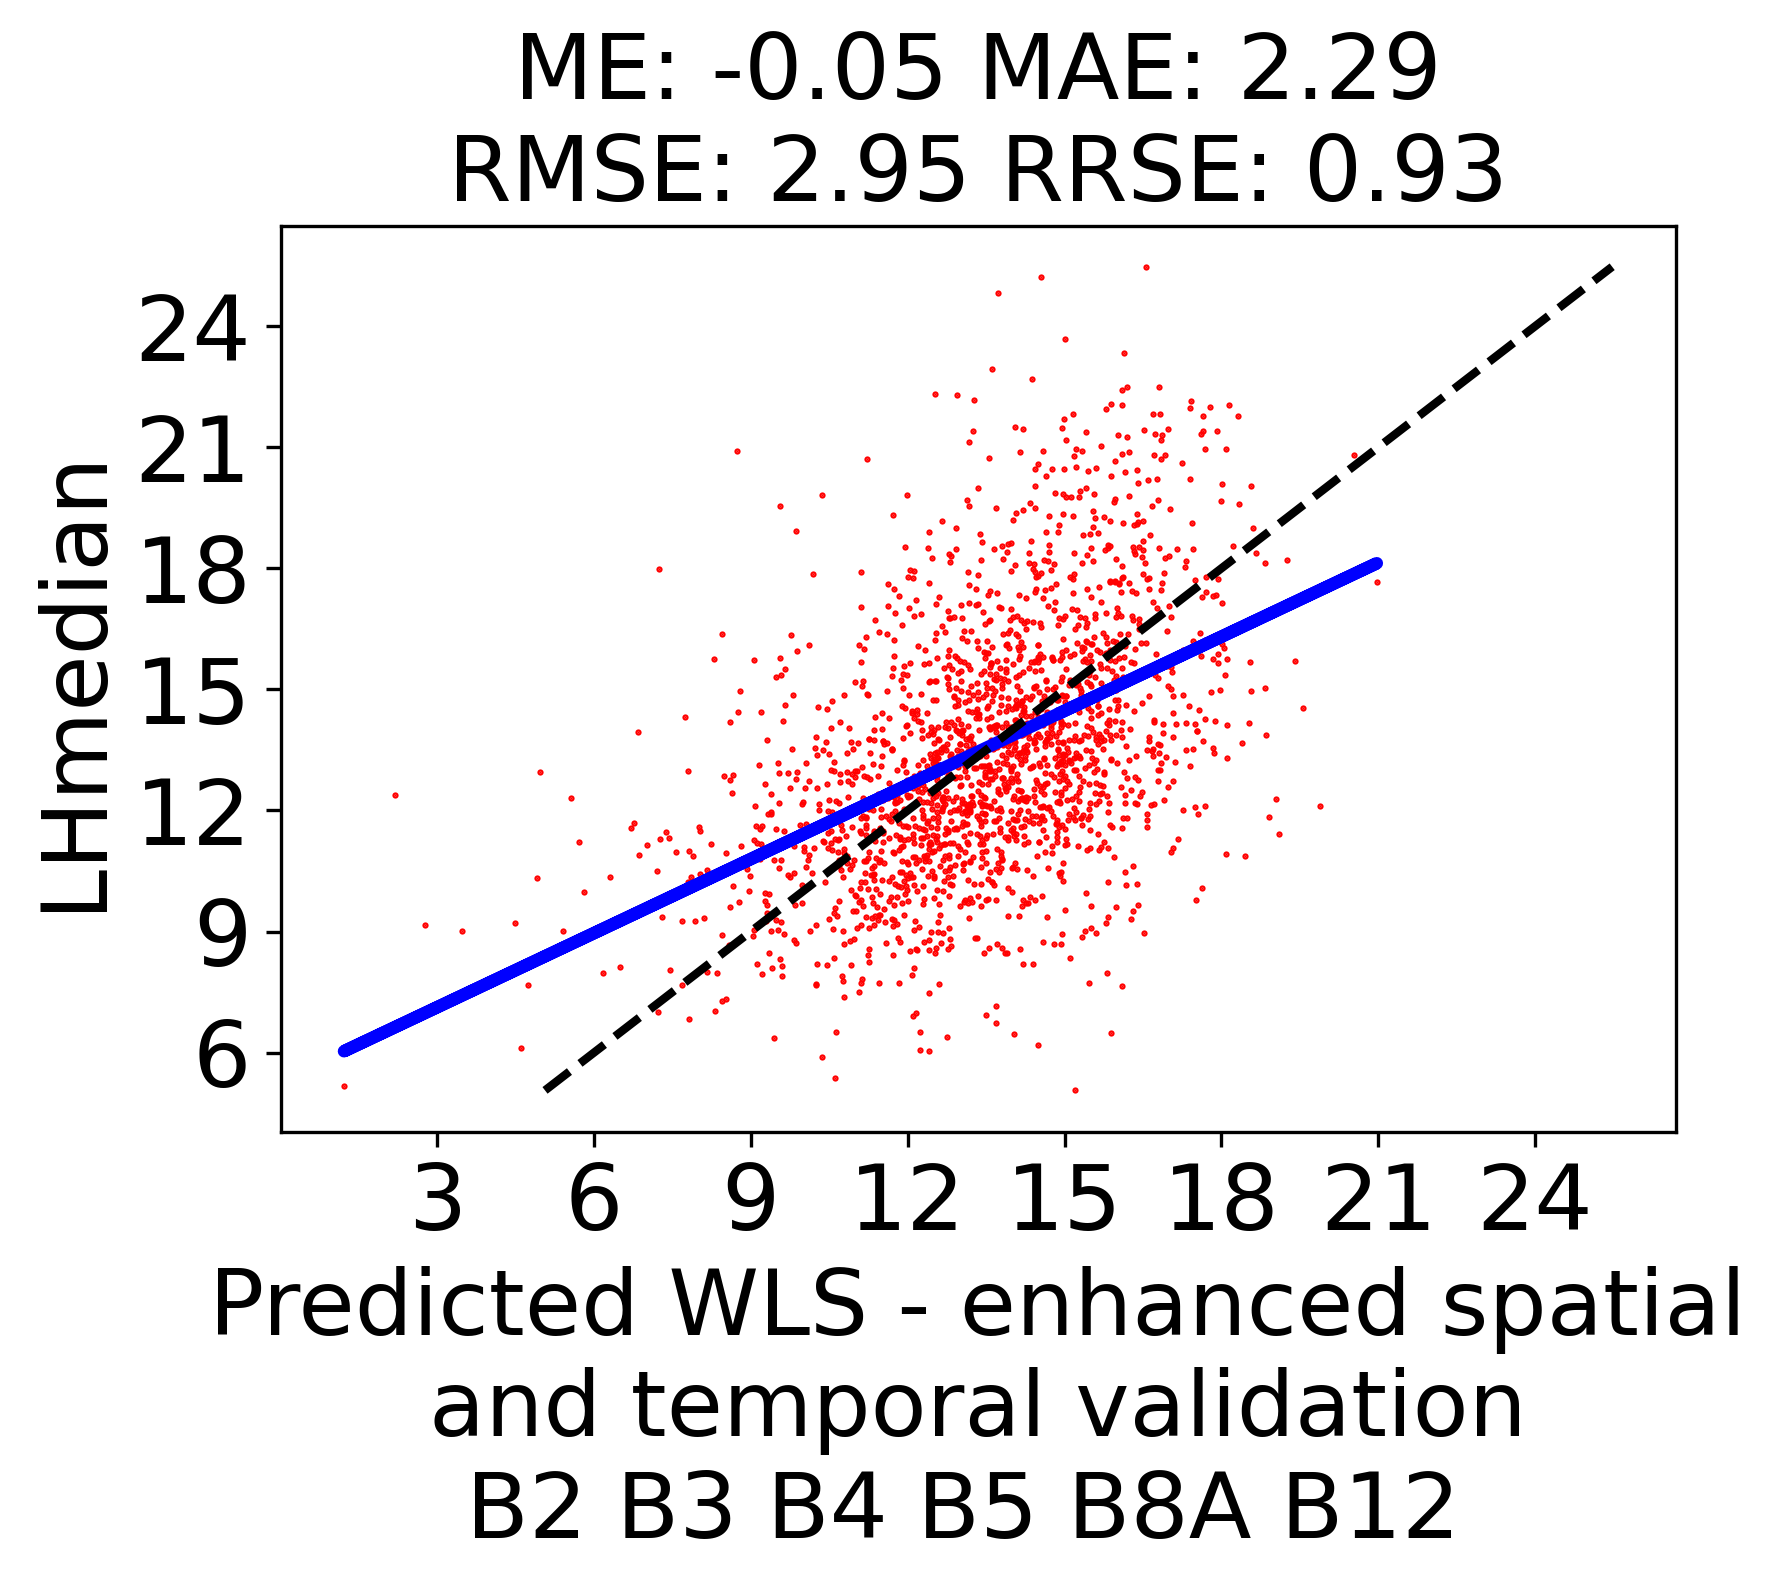 ME: -0.05 MAE: 2.29
RMSE: 2.95 RRSE: 0.93
LHmedian
24
21
18
15
12
9
6
3 6 9 12 15 18 21 24
Predicted WLS - enhanced spatial
and temporal validation
B2 B3 B4 B5 B8A B12